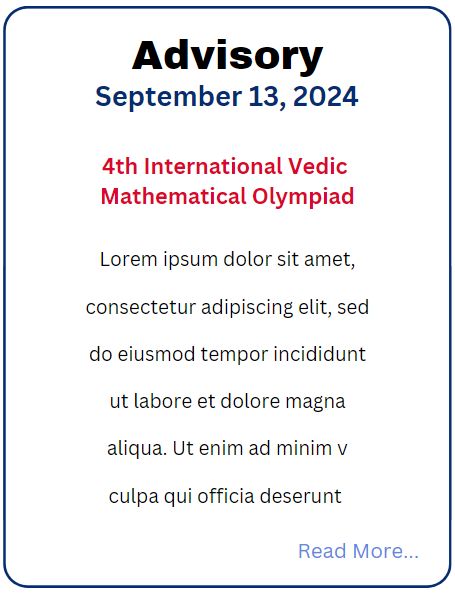 Advisory
September 13, 2024
4th International Vedic
Mathematical Olympiad
Lorem ipsum dolor sit amet,
consectetur adipiscing elit, sed
do eiusmod tempor incididunt
ut labore et dolore magna
aliqua. Ut enim ad minim v
culpa qui officia deserunt
Read More...